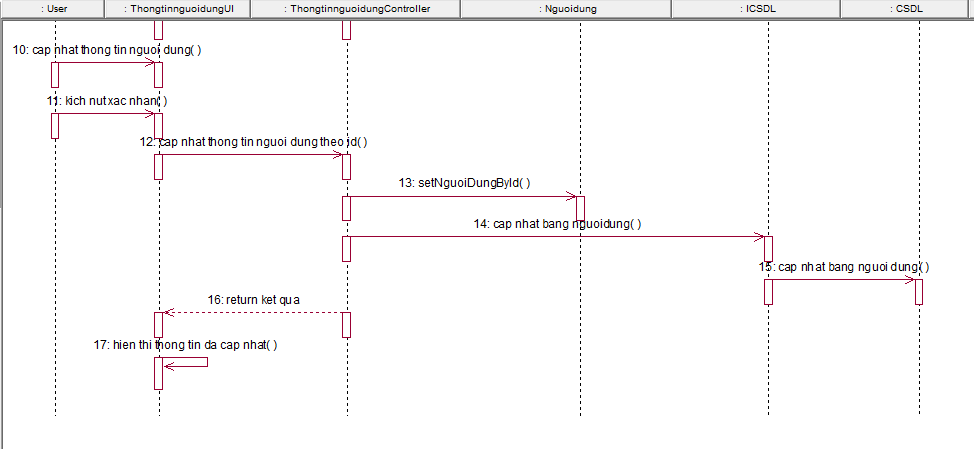 : User
: ThongtinnguoidungUI
: ThongtinnguoidungController
: Nguoidung
: ICSDL
: CSDL
10: cap nhat thong tin nguoi dung( )
11: kich nut xac nhan( )
12: cap nhat thong tin nguoi dung theo id( )
13: setNguoiDungById( )
14: cap nhat bang nguoidung( )
15: cap nhat bang nguoi dung( )
16: return ket qua
17: hien thi thong tin da cap nhat( )